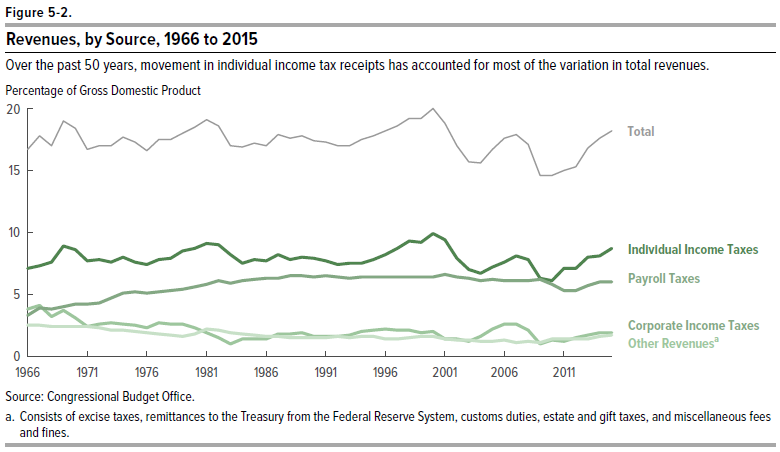 Figure 5-2.
Revenues, by Source, 1966 to 2015
Over the past 50 years, movement in individual income tax receipts has accounted for most of the variation in total revenues.
Percentage of Gross Domestic Product
20
Total
15
10
Individual Income Taxes
Payroll Taxes
5
Corporate Income Taxes
Other Revenuesa
0
1966 1971 1976 1981 1986 1991 1996 2001 2006 2011
Source: Congressional Budget Office.
a. Consists of excise taxes, remittances to the Treasury from the Federal Reserve System, customs duties, estate and gift taxes, and miscellaneous fees
and fines.